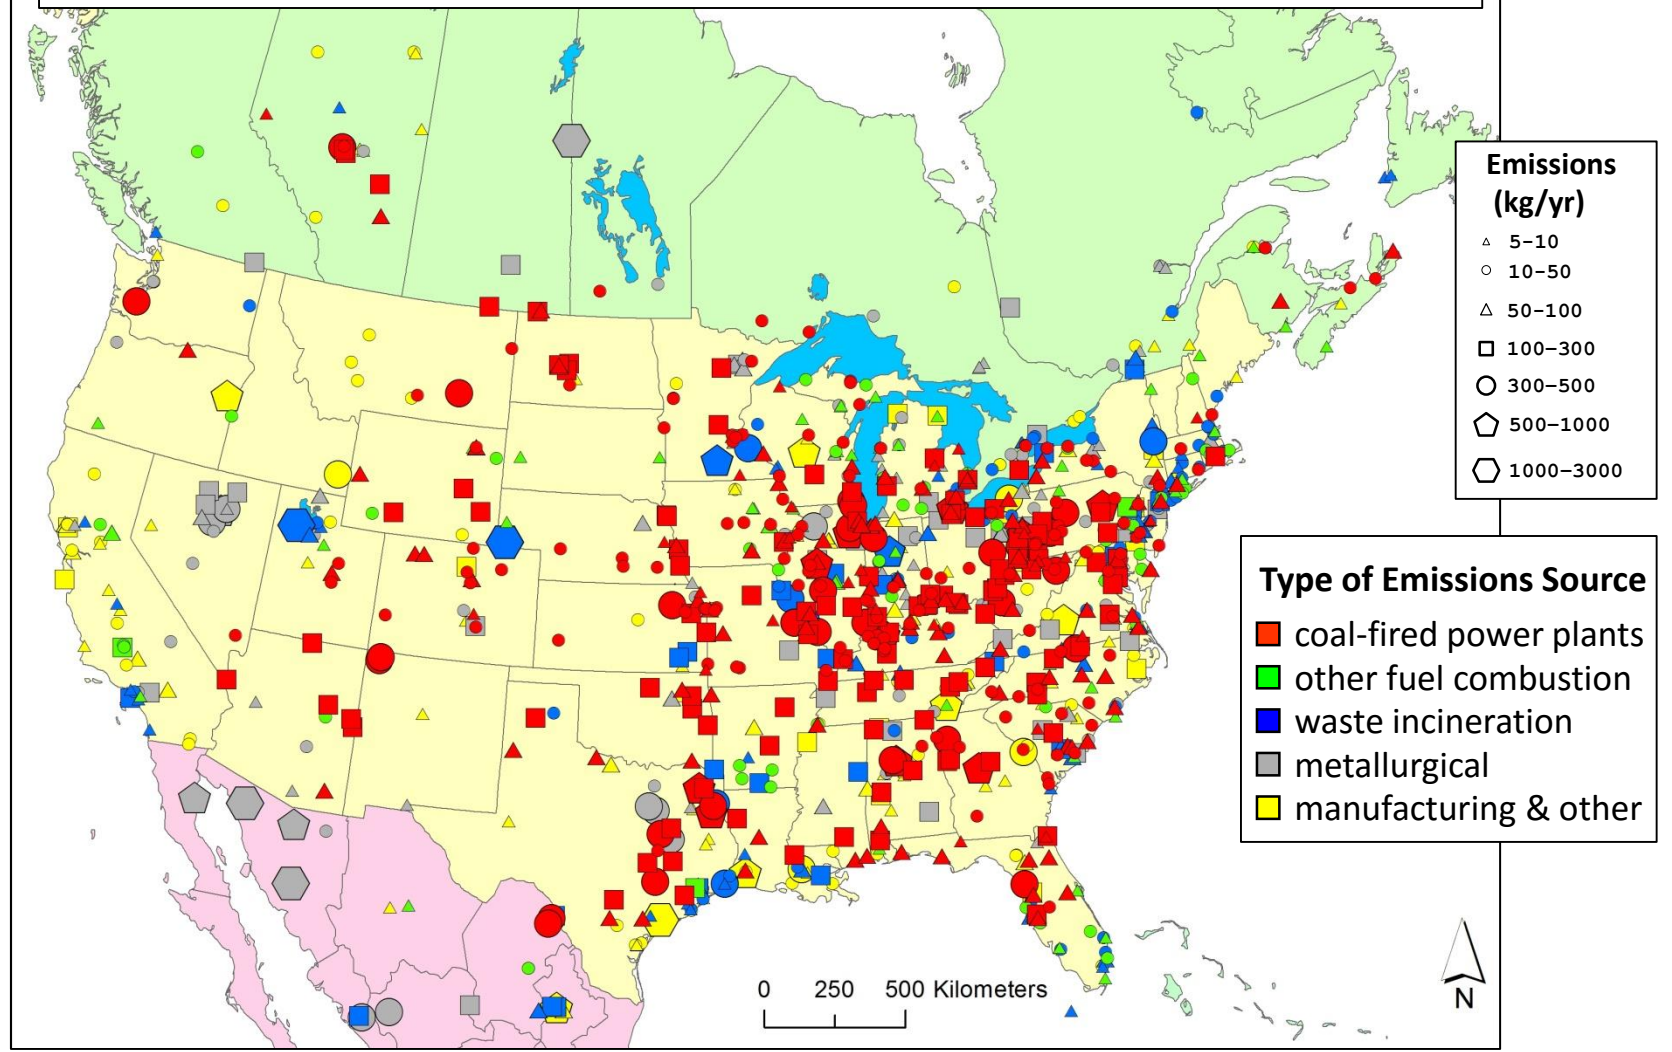 Emissions
(kg/yr)
5–10
10–50
50–100
100–300
300–500
500–1000
1000–3000
Type of Emissions Source
coal-fired power plants
other fuel combustion
waste incineration
metallurgical
manufacturing & other
0 250 500 Kilometers
N